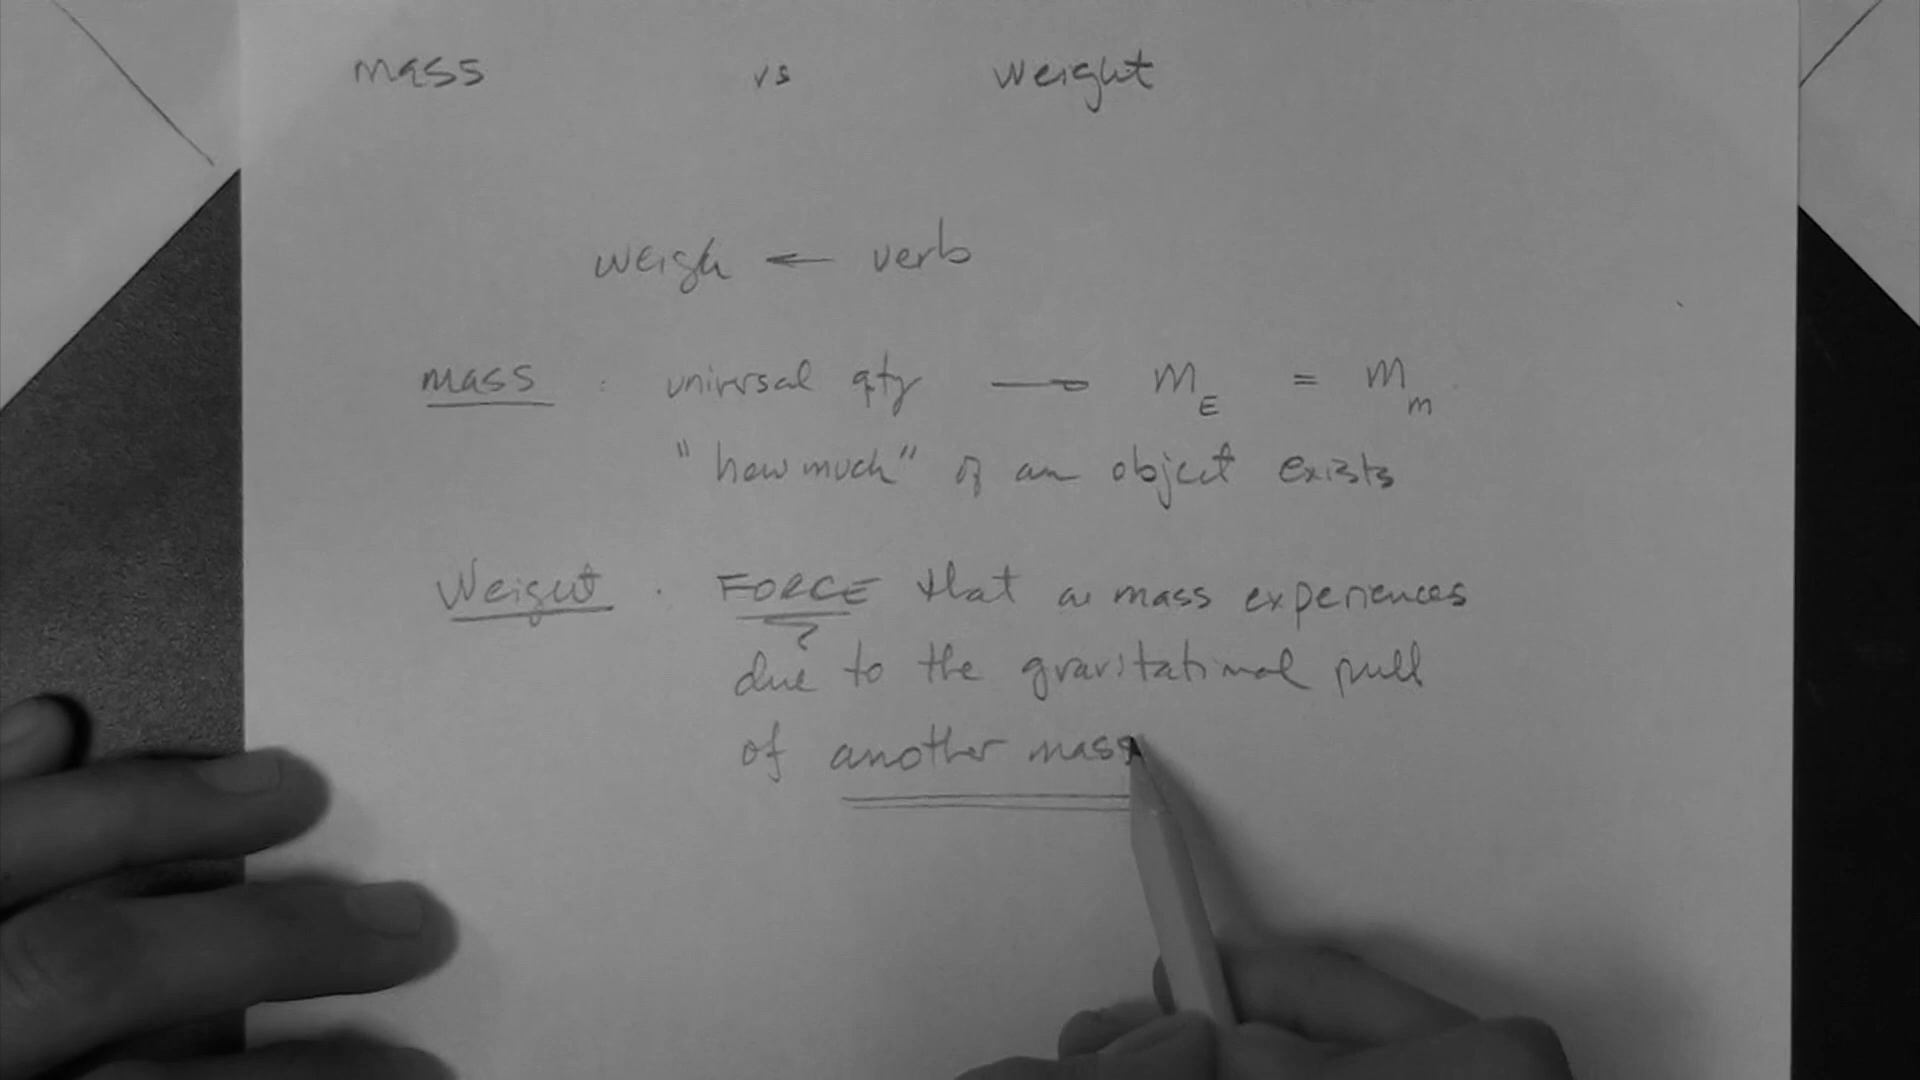 mass vs weight
weigh ← verb
mass : universal qty → m_E = m_m
"how much" of an object exists
Weight : FORCE that a mass experiences
due to the gravitational pull
of another mass